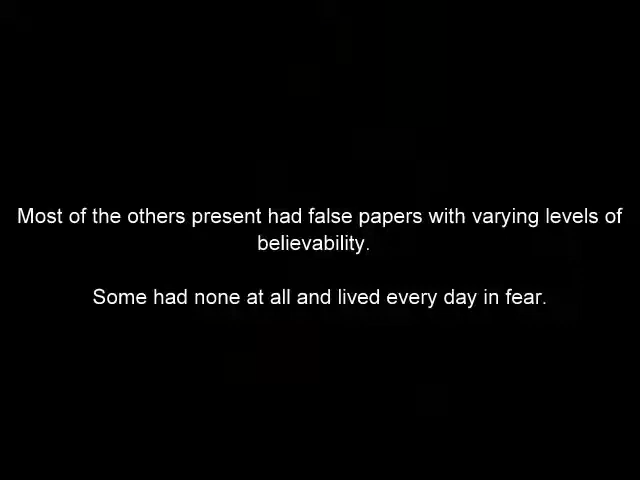 Most of the others present had false papers with varying levels of
believability.
Some had none at all and lived every day in fear.